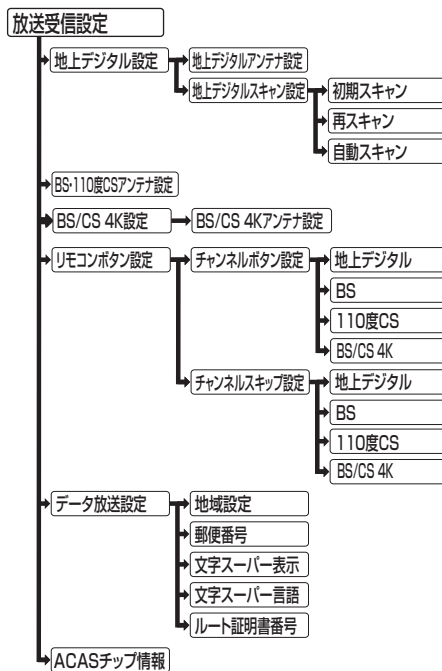 放送受信設定
地上デジタル設定
地上デジタルアンテナ設定
地上デジタルスキャン設定
初期スキャン
再スキャン
自動スキャン
BS・110度CSアンテナ設定
BS/CS 4K設定
BS/CS 4Kアンテナ設定
リモコンボタン設定
チャンネルボタン設定
地上デジタル
BS
110度CS
BS/CS 4K
チャンネルスキップ設定
地上デジタル
BS
110度CS
BS/CS 4K
データ放送設定
地域設定
郵便番号
文字スーパー表示
文字スーパー言語
ルート証明書番号
ACASチップ情報